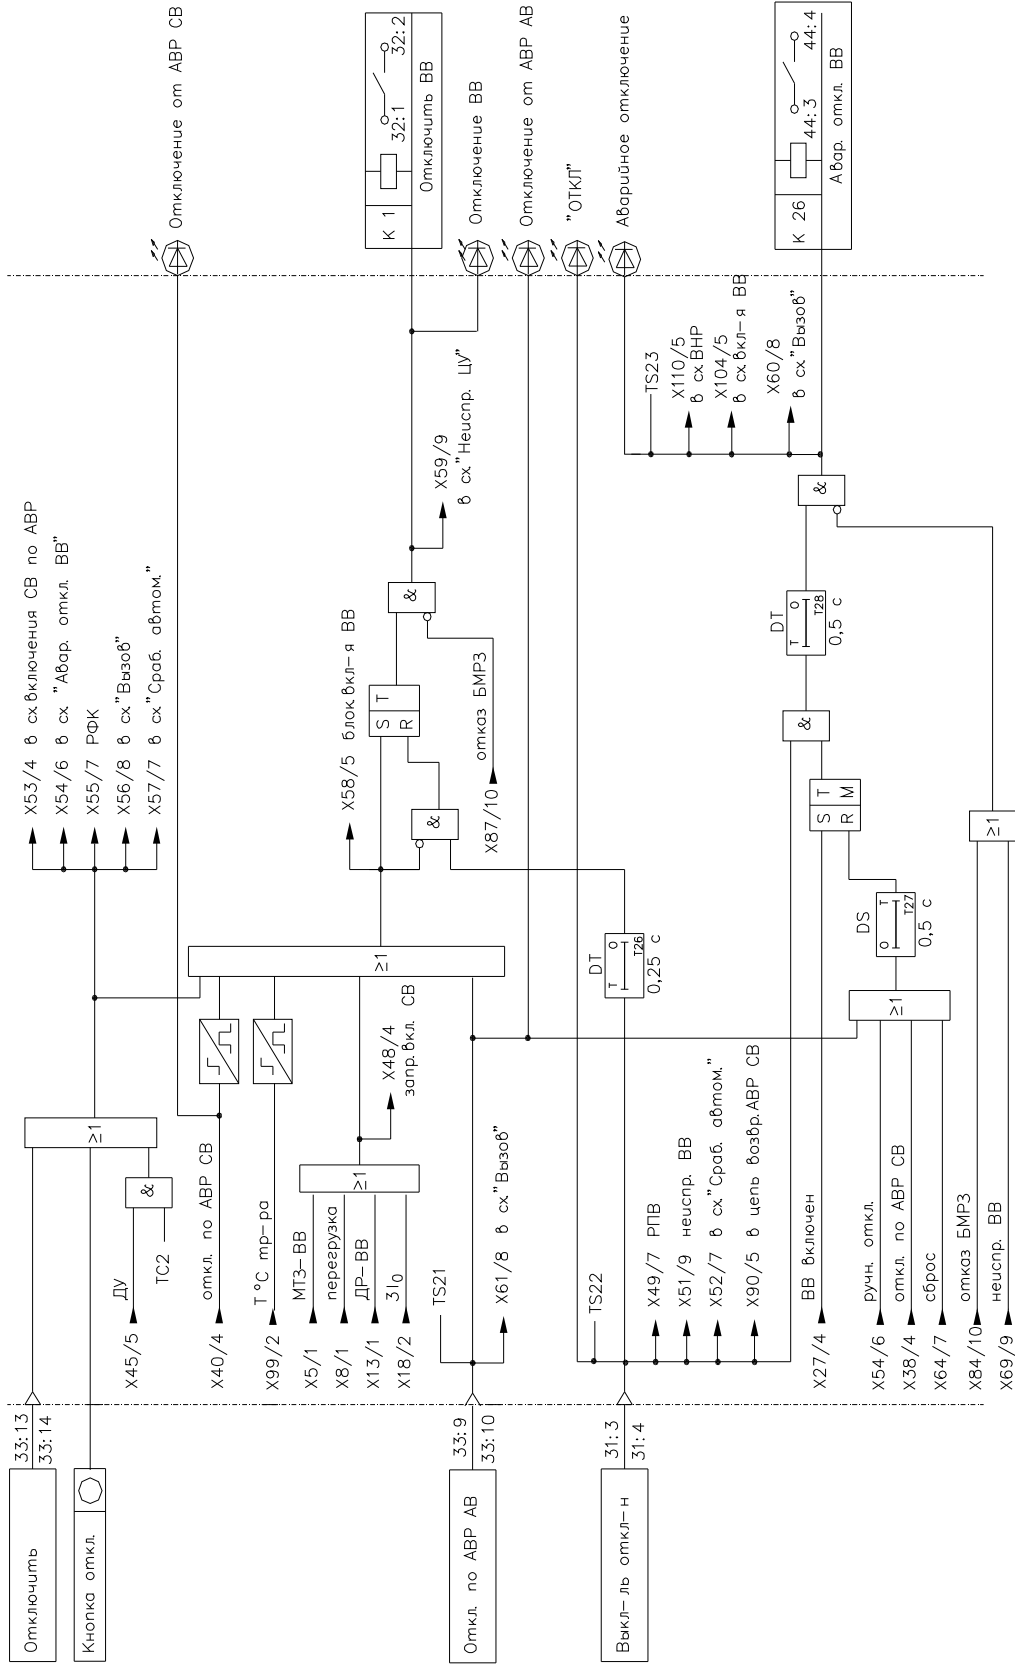 Отключить
33:13
33:14
Кнопка откл.
Х45/5
ДУ
ТС2
&
≥1
Х53/4 в сх.включения СВ по АВР
Х54/6 в сх."Авар. откл. ВВ"
Х55/7 РФК
Х56/8 в сх."Вызов"
Х57/7 в сх."Сраб. автом."
Отключение от АВР СВ
Х40/4
откл. по АВР СВ
Х99/2
Т °С тр-ра
Х5/1
МТЗ-ВВ
Х8/1
перегрузка
Х13/1
ДР-ВВ
Х18/2
3I0
≥1
Х48/4
запр.вкл. СВ
≥1
Х58/5 блок.вкл-я ВВ
&
S T
R
Х87/10
отказ БМРЗ
&
Х59/9
в сх."Неиспр. ЦУ"
К 1
32:1
32:2
Отключить ВВ
Отключение ВВ
Откл. по АВР АВ
33:9
33:10
TS21
Х61/8 в сх."Вызов"
Отключение от АВР АВ
Выкл-ль откл-н
31:3
31:4
TS22
Х49/7 РПВ
Х51/9 неиспр. ВВ
Х52/7 в сх."Сраб. автом."
Х90/5 в цепь возвр.АВР СВ
DT
T O
T26
0,25 с
"ОТКЛ"
Аварийное отключение
Х27/4
ВВ включен
Х54/6
ручн. откл.
Х38/4
откл. по АВР СВ
Х64/7
сброс
≥1
DS
O T
T27
0,5 с
S T
R M
&
DT
T O
T28
0,5 с
Х84/10
отказ БМРЗ
Х69/9
неиспр. ВВ
≥1
&
TS23
Х110/5
в сх.ВНР
Х104/5
в сх.вкл-я ВВ
Х60/8
в сх."Вызов"
К 26
44:3
44:4
Авар. откл. ВВ